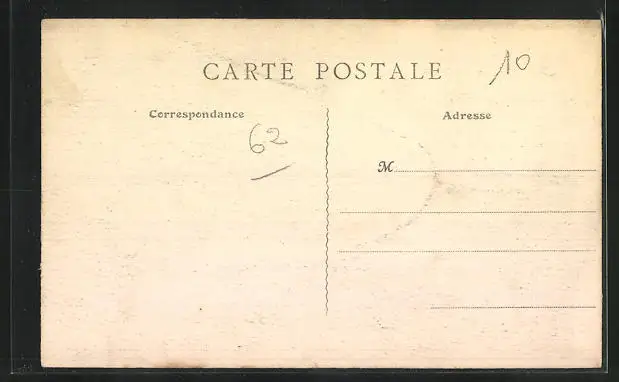 CARTE POSTALE
10
Correspondance
Adresse
62
M